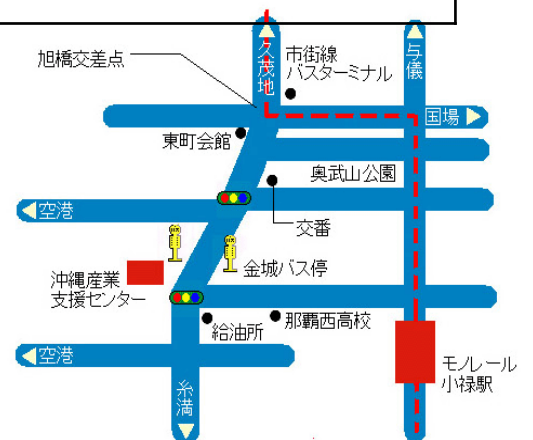 久茂地
与儀
旭橋交差点
市街線
バスターミナル
国場
東町会館
奥武山公園
空港
交番
金城バス停
沖縄産業
支援センター
給油所
那覇西高校
空港
モノレール
小禄駅
糸満